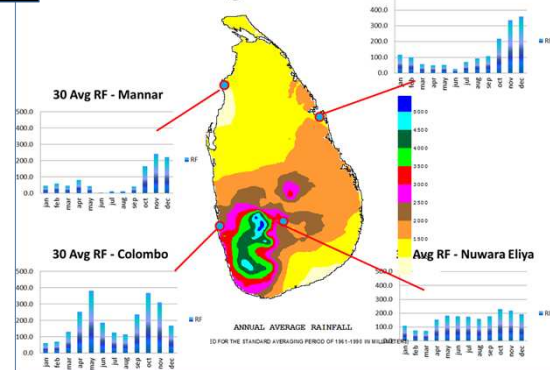 400.0
300.0
200.0
100.0
0.0
RF
jan
feb
mar
apr
may
jun
jul
aug
sep
oct
nov
dec
30 Avg RF - Mannar
500.0
400.0
300.0
200.0
100.0
0.0
RF
jan
feb
mar
apr
may
jun
jul
aug
sep
oct
nov
dec
5500
5000
4500
4000
3500
3000
2500
2000
1500
30 Avg RF - Colombo
500.0
400.0
300.0
200.0
100.0
0.0
RF
jan
feb
mar
apr
may
jun
jul
aug
sep
oct
nov
dec
Avg RF - Nuwara Eliya
500.0
400.0
300.0
200.0
100.0
0.0
RF
jan
feb
mar
apr
may
jun
jul
aug
sep
oct
nov
dec
ANNUAL AVERAGE RAINFALL
FOR THE STANDARD AVERAGING PERIOD OF 1961-1990